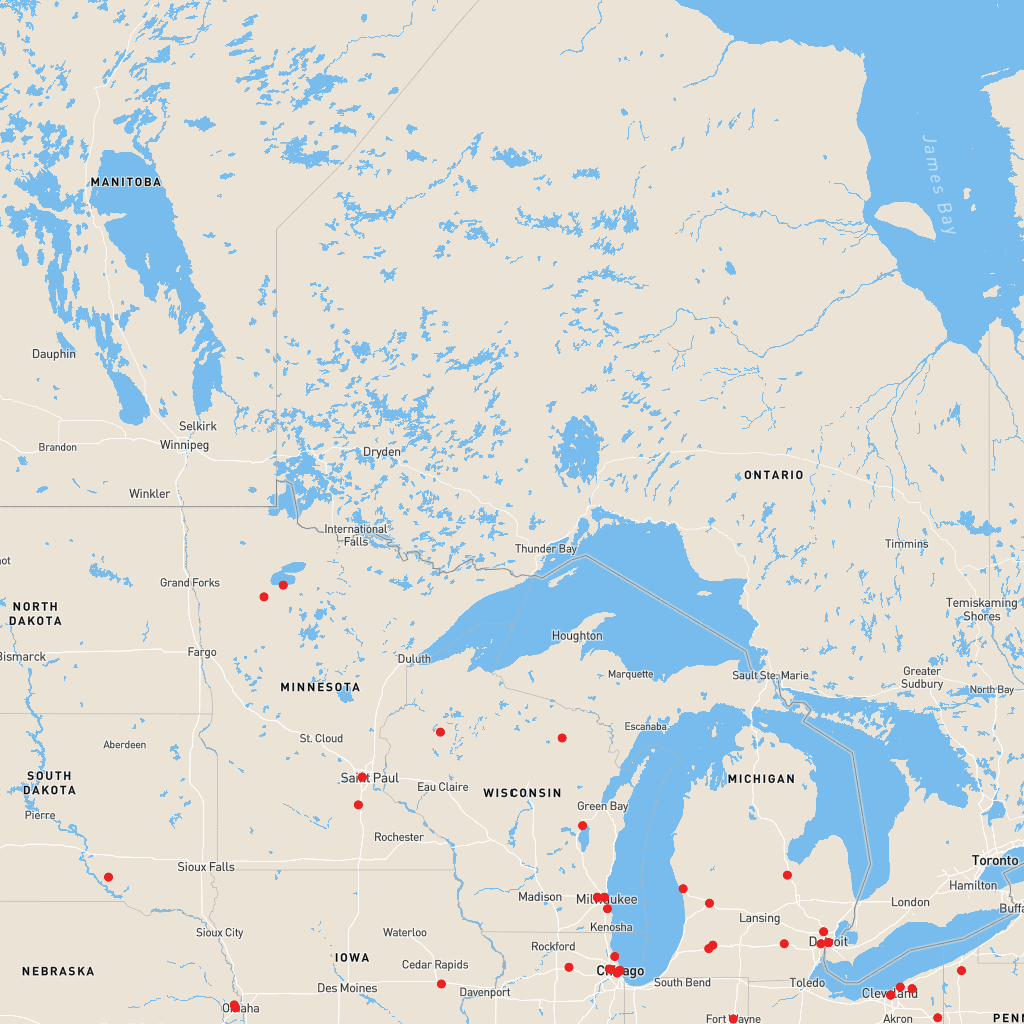 James Bay
MANITOBA
Dauphin
Selkirk
Brandon
Winnipeg
Dryden
ONTARIO
Winkler
International
Falls
Thunder Bay
Timmins
Grand Forks
NORTH
DAKOTA
Temiskaming
Shores
Houghton
Bismarck
Fargo
Duluth
Marquette
Sault Ste. Marie
Greater
Sudbury
North Bay
MINNESOTA
Escanaba
St. Cloud
Aberdeen
SOUTH
DAKOTA
Saint Paul
Eau Claire
WISCONSIN
MICHIGAN
Green Bay
Pierre
Rochester
Toronto
Sioux Falls
Hamilton
Madison
Milwaukee
London
Buffa
Lansing
Kenosha
Sioux City
Waterloo
Rockford
Detroit
IOWA
NEBRASKA
Cedar Rapids
Chicago
South Bend
Toledo
Des Moines
Davenport
Cleveland
Omaha
Fort Wayne
Akron
PENN